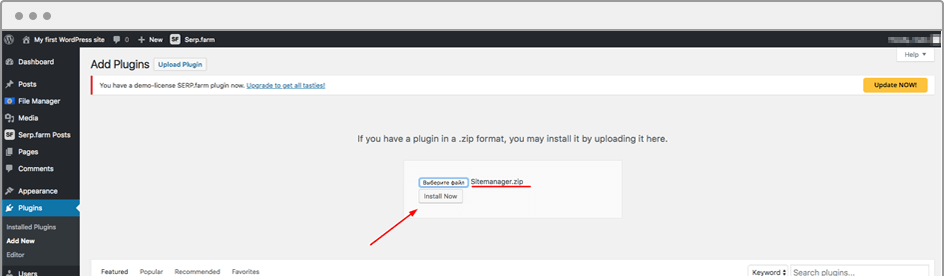 My first WordPress site 0 + New SF Serp.farm
Help
Dashboard
Posts
File Manager
Media
SF Serp.farm Posts
Pages
Comments
Appearance
Plugins
Installed Plugins
Add New
Editor
Users
Add Plugins Upload Plugin
You have a demo-license SERP.farm plugin now. Upgrade to get all tasties! Update NOW!
If you have a plugin in a .zip format, you may install it by uploading it here.
Выберите файл Sitemanager.zip
Install Now
Featured Popular Recommended Favorites Keyword Search plugins...